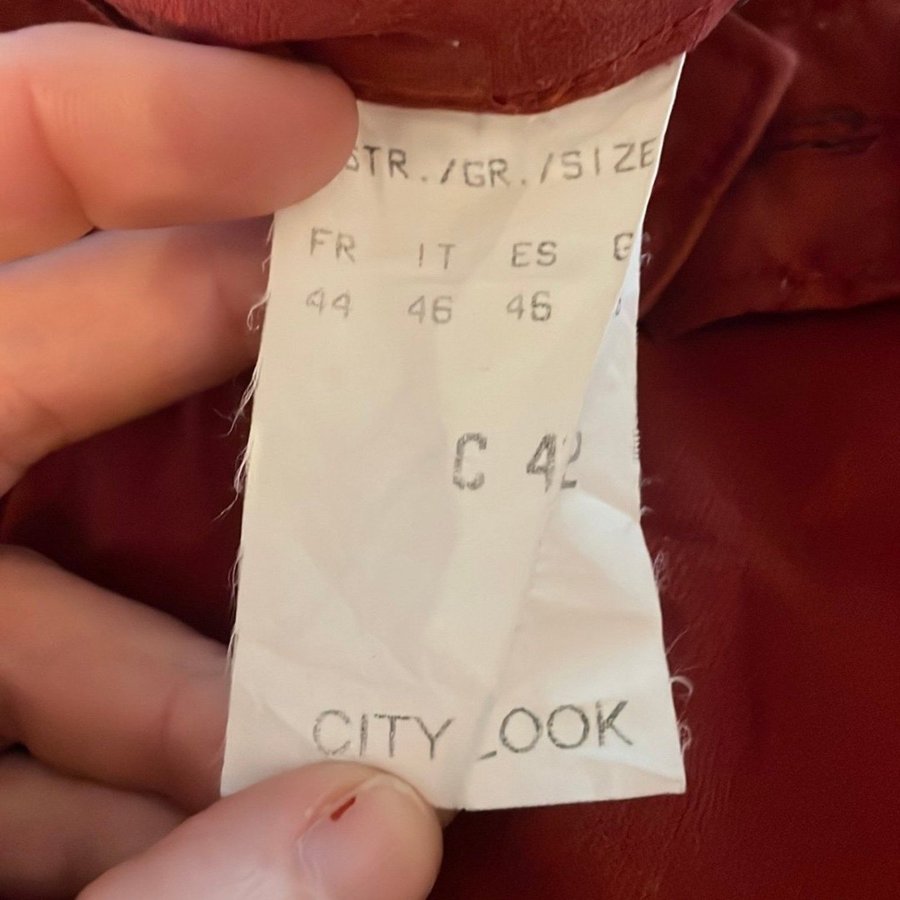 STR./GR./SIZE
FR IT ES
44 46 46
C 42
CITY LOOK